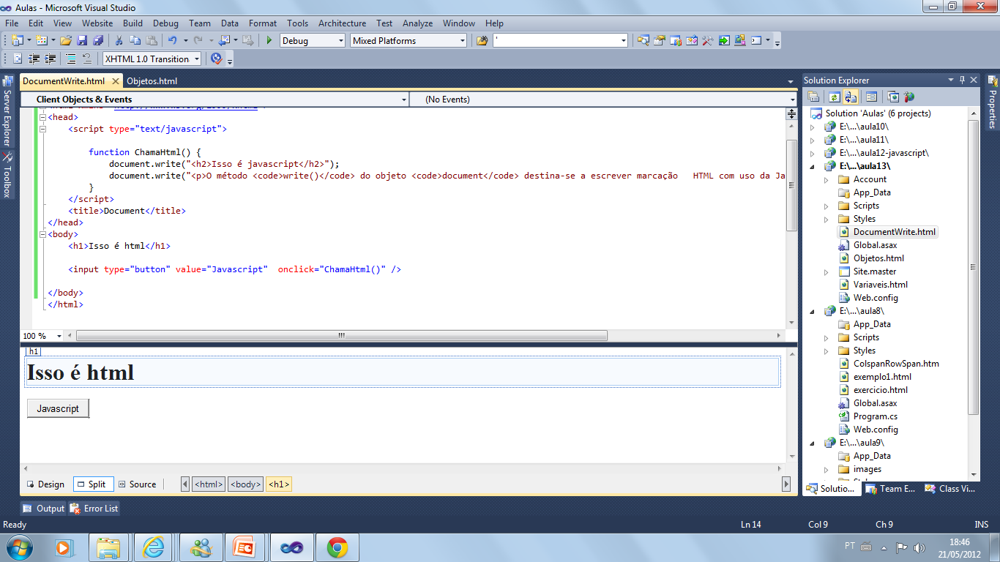 Aulas - Microsoft Visual Studio
File Edit View Website Build Debug Team Data Format Tools Architecture Test Analyze Window Help
Debug Mixed Platforms '
XHTML 1.0 Transition
Server Explorer
Toolbox
DocumentWrite.html Objetos.html
Client Objects & Events (No Events)
<head>
<script type="text/javascript">
function ChamaHtml() {
document.write("<h2>Isso é javascript</h2>");
document.write("<p>O método <code>write()</code> do objeto <code>document</code> destina-se a escrever marcação HTML com uso da Ja
}
</script>
<title>Document</title>
</head>
<body>
<h1>Isso é html</h1>
<input type="button" value="Javascript" onclick="ChamaHtml()" />
</body>
</html>
100 %
h1
Isso é html
Javascript
Design Split Source <html> <body> <h1>
Output Error List
Solution Explorer
Properties
Solution 'Aulas' (6 projects)
E:\...\aula10\
E:\...\aula11\
E:\...\aula12-javascript\
E:\...\aula13\
Account
App_Data
Scripts
Styles
DocumentWrite.html
Global.asax
Objetos.html
Site.master
Variaveis.html
Web.config
E:\...\aula8\
App_Data
Scripts
Styles
ColspanRowSpan.htm
exemplo1.html
exercicio.html
Global.asax
Program.cs
Web.config
E:\...\aula9\
App_Data
images
Solutio... Team E... Class Vi...
Ready Ln 14 Col 9 Ch 9 INS
PT 18:46
21/05/2012